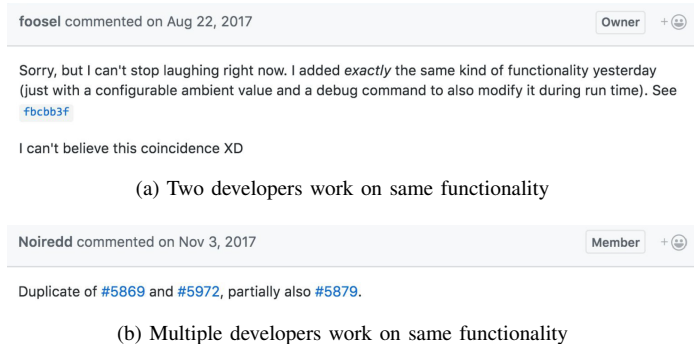 foosel commented on Aug 22, 2017 Owner +
Sorry, but I can't stop laughing right now. I added exactly the same kind of functionality yesterday
(just with a configurable ambient value and a debug command to also modify it during run time). See
fbcbb3f
I can't believe this coincidence XD
(a) Two developers work on same functionality
Noiredd commented on Nov 3, 2017 Member +
Duplicate of #5869 and #5972, partially also #5879.
(b) Multiple developers work on same functionality